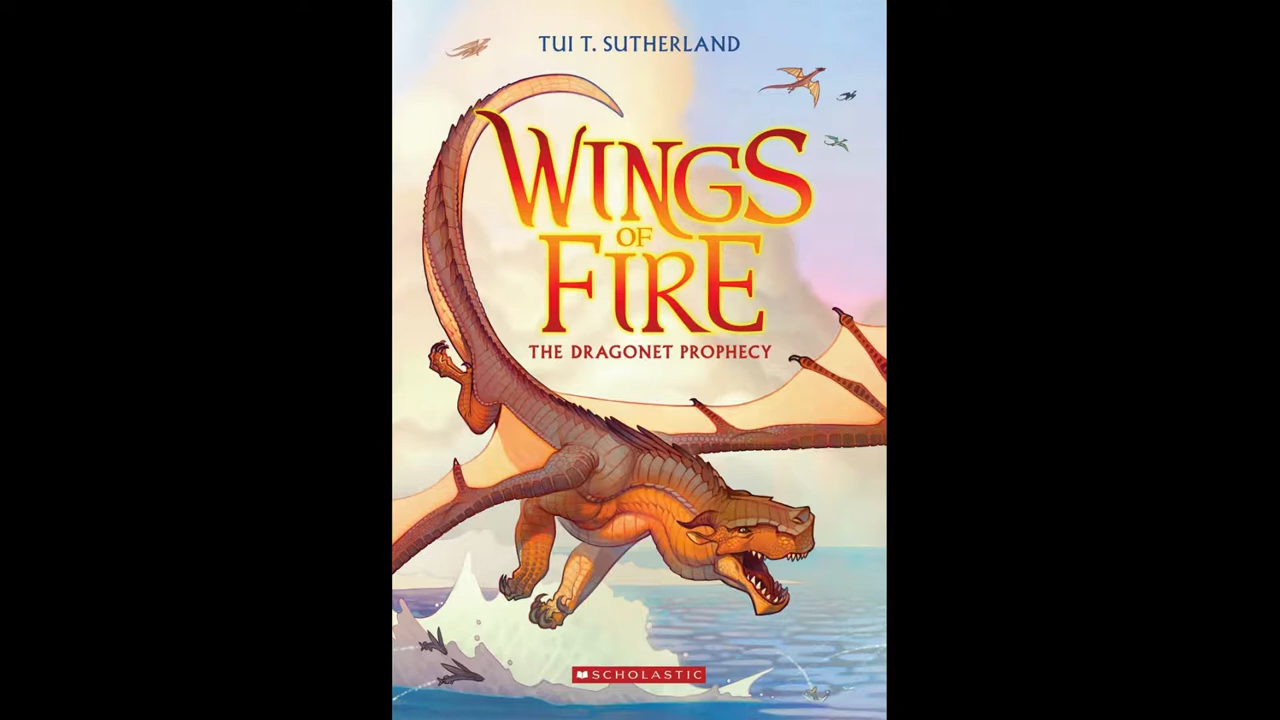 TUI T. SUTHERLAND
WINGS
OF
FIRE
THE DRAGONET PROPHECY
SCHOLASTIC